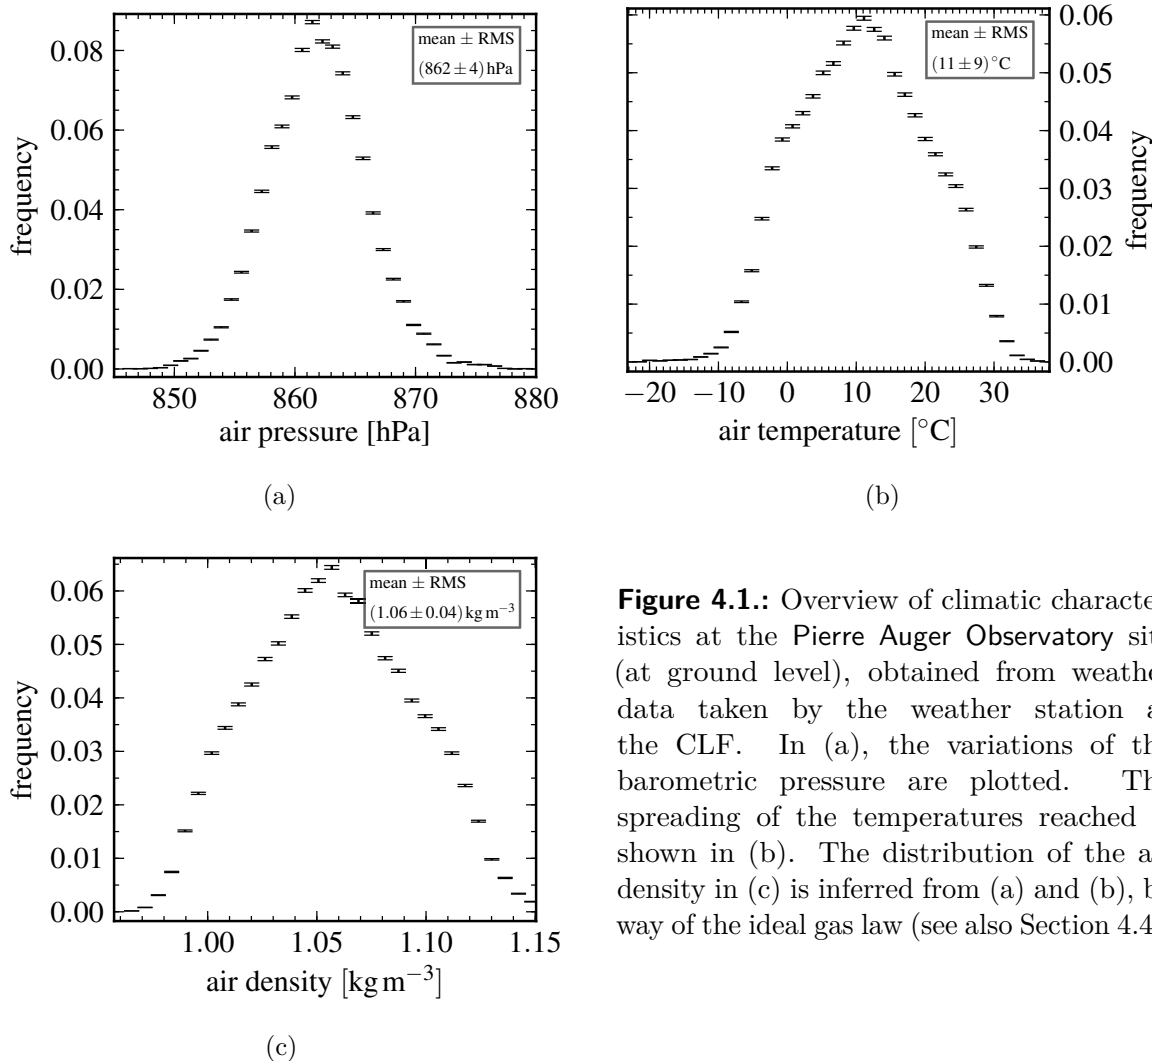 0.08
0.06
0.04
0.02
0.00
frequency
mean ± RMS
(862 ± 4) hPa
850 860 870 880
air pressure [hPa]
(a)
0.06
0.05
0.04
0.03
0.02
0.01
0.00
frequency
mean ± RMS
(11 ± 9) °C
−20 −10 0 10 20 30
air temperature [°C]
(b)
0.06
0.05
0.04
0.03
0.02
0.01
0.00
frequency
mean ± RMS
(1.06 ± 0.04) kg m−3
1.00 1.05 1.10 1.15
air density [kg m−3]
(c)
Figure 4.1.: Overview of climatic characte
istics at the Pierre Auger Observatory sit
(at ground level), obtained from weathe
data taken by the weather station a
the CLF. In (a), the variations of th
barometric pressure are plotted. Th
spreading of the temperatures reached
shown in (b). The distribution of the a
density in (c) is inferred from (a) and (b), b
way of the ideal gas law (see also Section 4.4